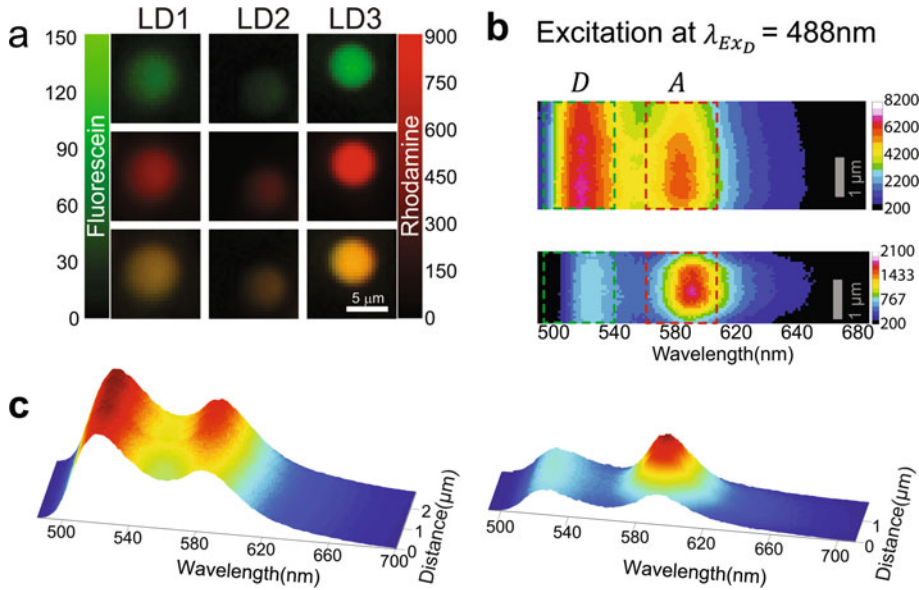 a
LD1 LD2 LD3
150
120
90
60
30
0
Fluorescein
900
750
600
450
300
150
0
Rhodamine
5 μm
b Excitation at λ_{Ex_D} = 488nm
D A
8200
6200
4200
2200
200
1 μm
2100
1433
767
200
1 μm
500 540 580 620 640 680
Wavelength(nm)
c
500 540 580 620 660 700
Wavelength(nm)
2
1
0
Distance(μm)
500 540 580 620 660 700
Wavelength(nm)
1
0
Distance(μm)